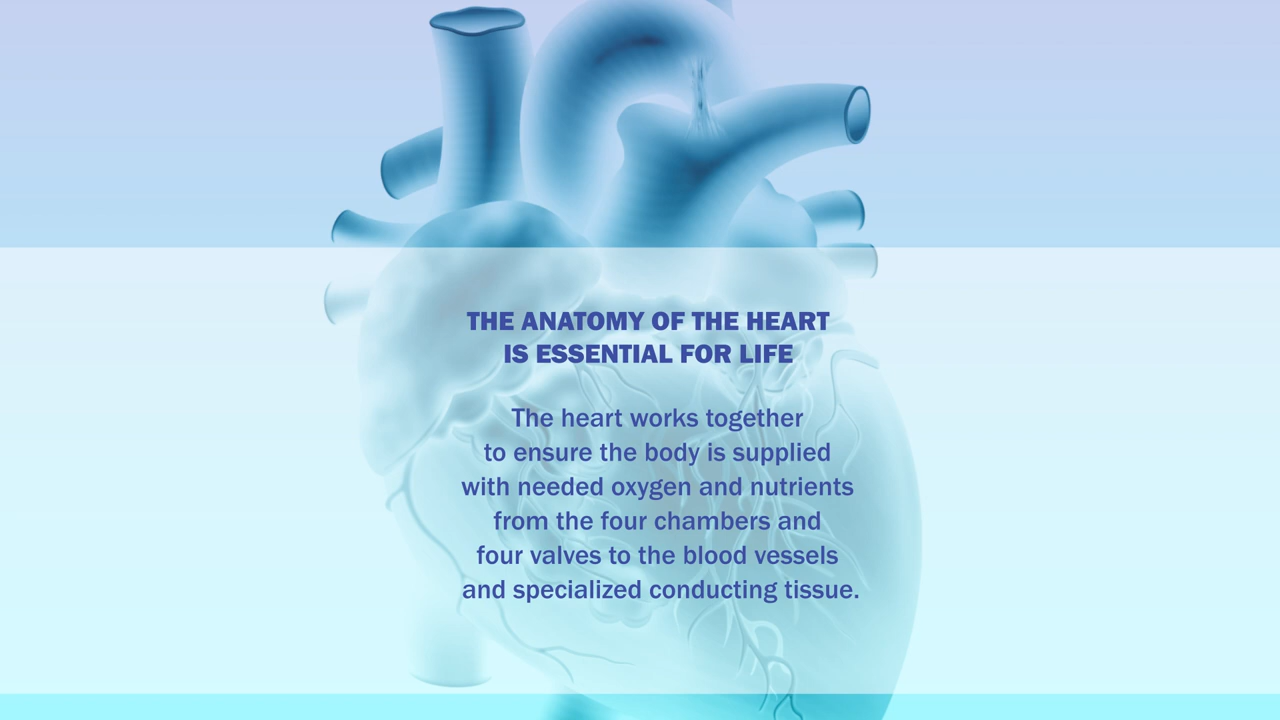 THE ANATOMY OF THE HEART
IS ESSENTIAL FOR LIFE
The heart works together
to ensure the body is supplied
with needed oxygen and nutrients
from the four chambers and
four valves to the blood vessels
and specialized conducting tissue.